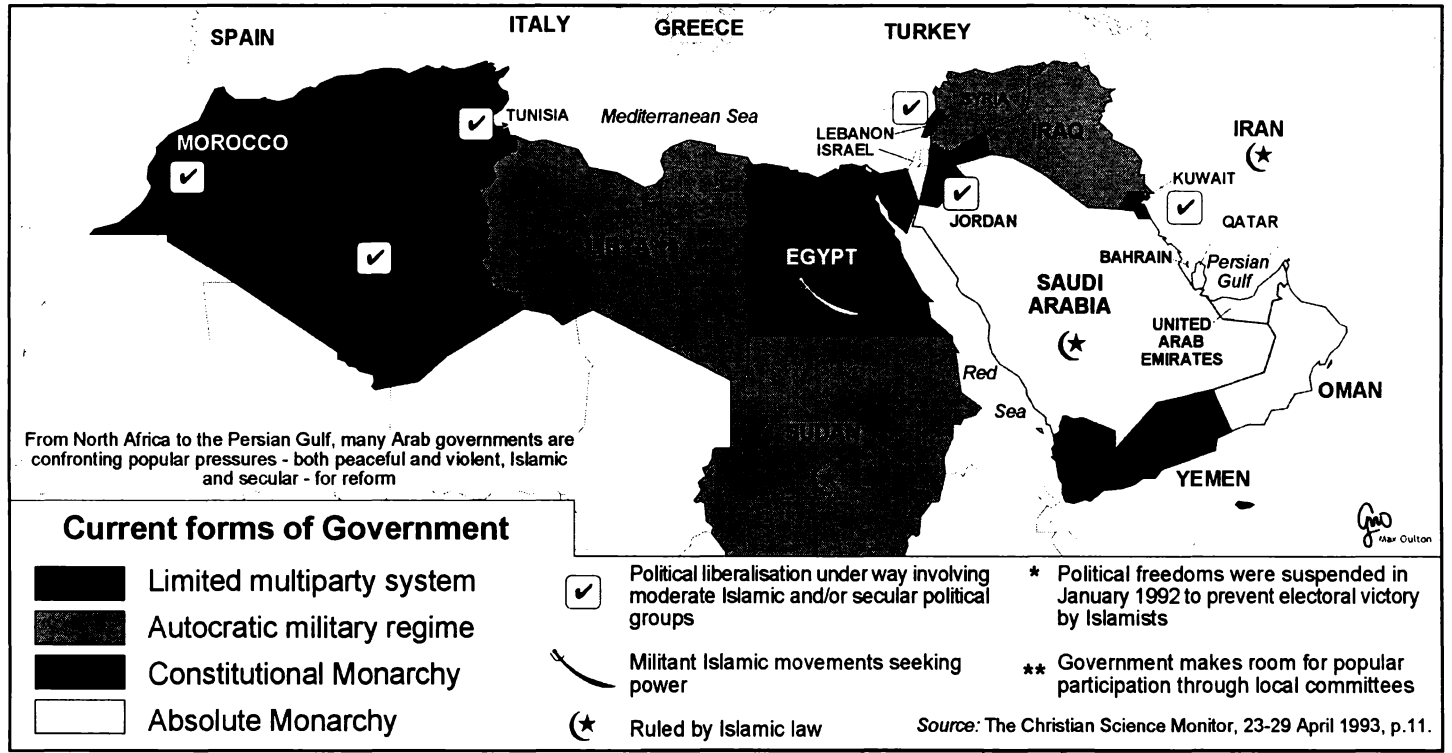 SPAIN
ITALY
GREECE
TURKEY
TUNISIA
Mediterranean Sea
MOROCCO
LEBANON
ISRAEL
SYRIA
IRAQ
IRAN
KUWAIT
QATAR
JORDAN
EGYPT
BAHRAIN
Persian
Gulf
SAUDI
ARABIA
UNITED
ARAB
EMIRATES
Red
Sea
OMAN
SUDAN
YEMEN
From North Africa to the Persian Gulf, many Arab governments are
confronting popular pressures - both peaceful and violent, Islamic
and secular - for reform
Max Oulton
Current forms of Government
Limited multiparty system
Autocratic military regime
Constitutional Monarchy
Absolute Monarchy
Political liberalisation under way involving
moderate Islamic and/or secular political
groups
Militant Islamic movements seeking
power
Ruled by Islamic law
* Political freedoms were suspended in
January 1992 to prevent electoral victory
by Islamists
** Government makes room for popular
participation through local committees
Source: The Christian Science Monitor, 23-29 April 1993, p.11.